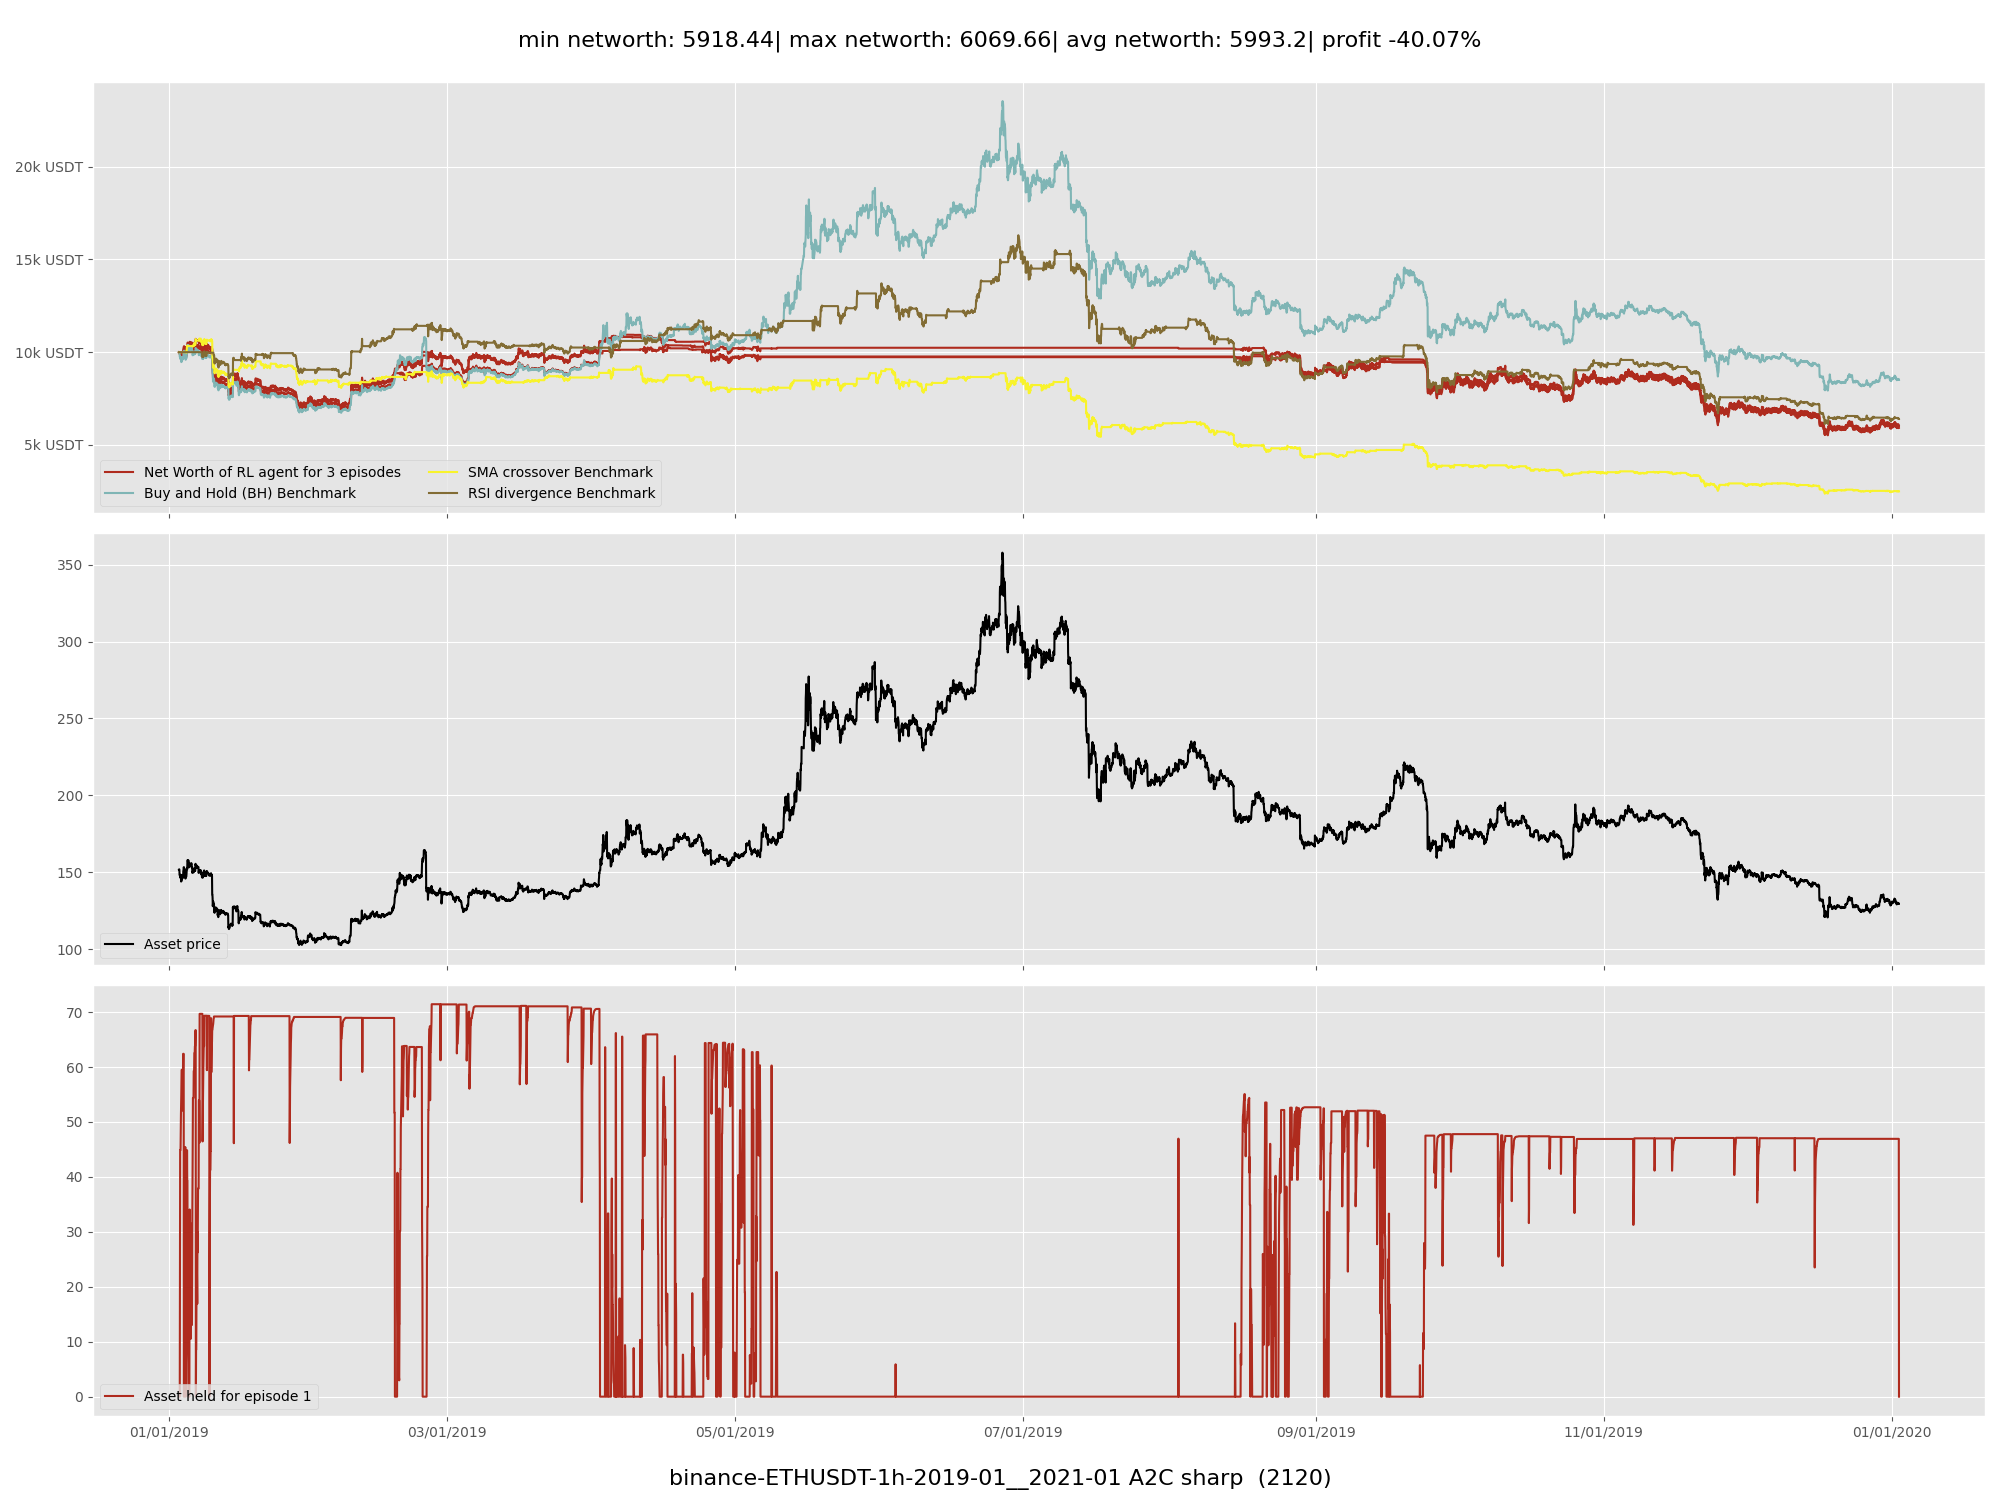 min networth: 5918.44| max networth: 6069.66| avg networth: 5993.2| profit -40.07%
20k USDT
15k USDT
10k USDT
5k USDT
Net Worth of RL agent for 3 episodes
Buy and Hold (BH) Benchmark
SMA crossover Benchmark
RSI divergence Benchmark
350
300
250
200
150
100
Asset price
70
60
50
40
30
20
10
0
Asset held for episode 1
01/01/2019 03/01/2019 05/01/2019 07/01/2019 09/01/2019 11/01/2019 01/01/2020
binance-ETHUSDT-1h-2019-01__2021-01 A2C sharp (2120)